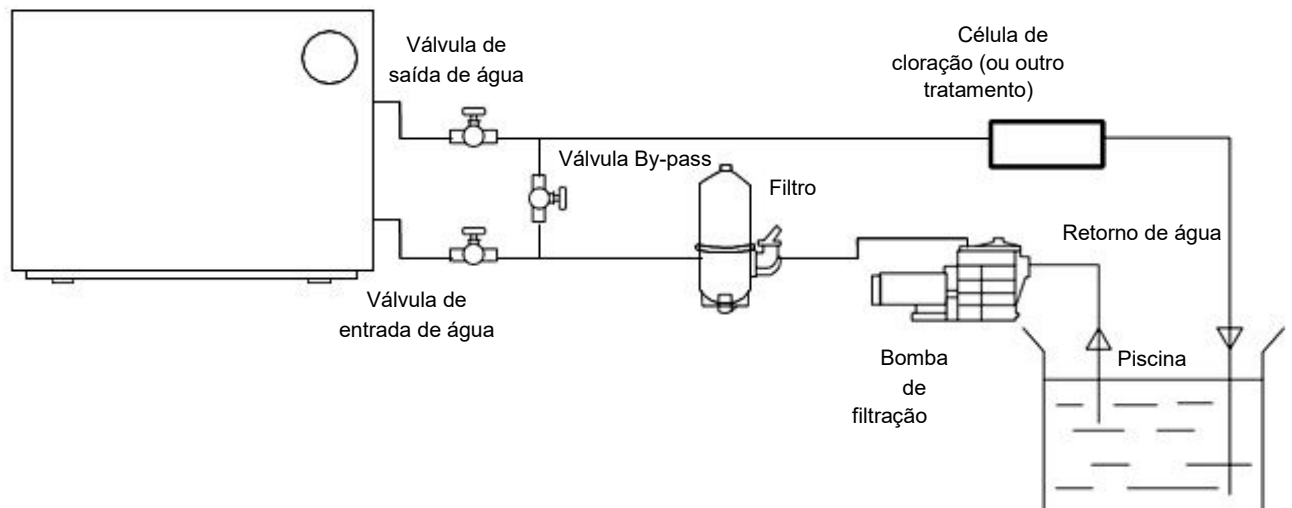 Válvula de
saída de água
Célula de
cloração (ou outro
tratamento)
Válvula By-pass
Filtro
Retorno de água
Válvula de
entrada de água
Bomba
de
filtração
Piscina